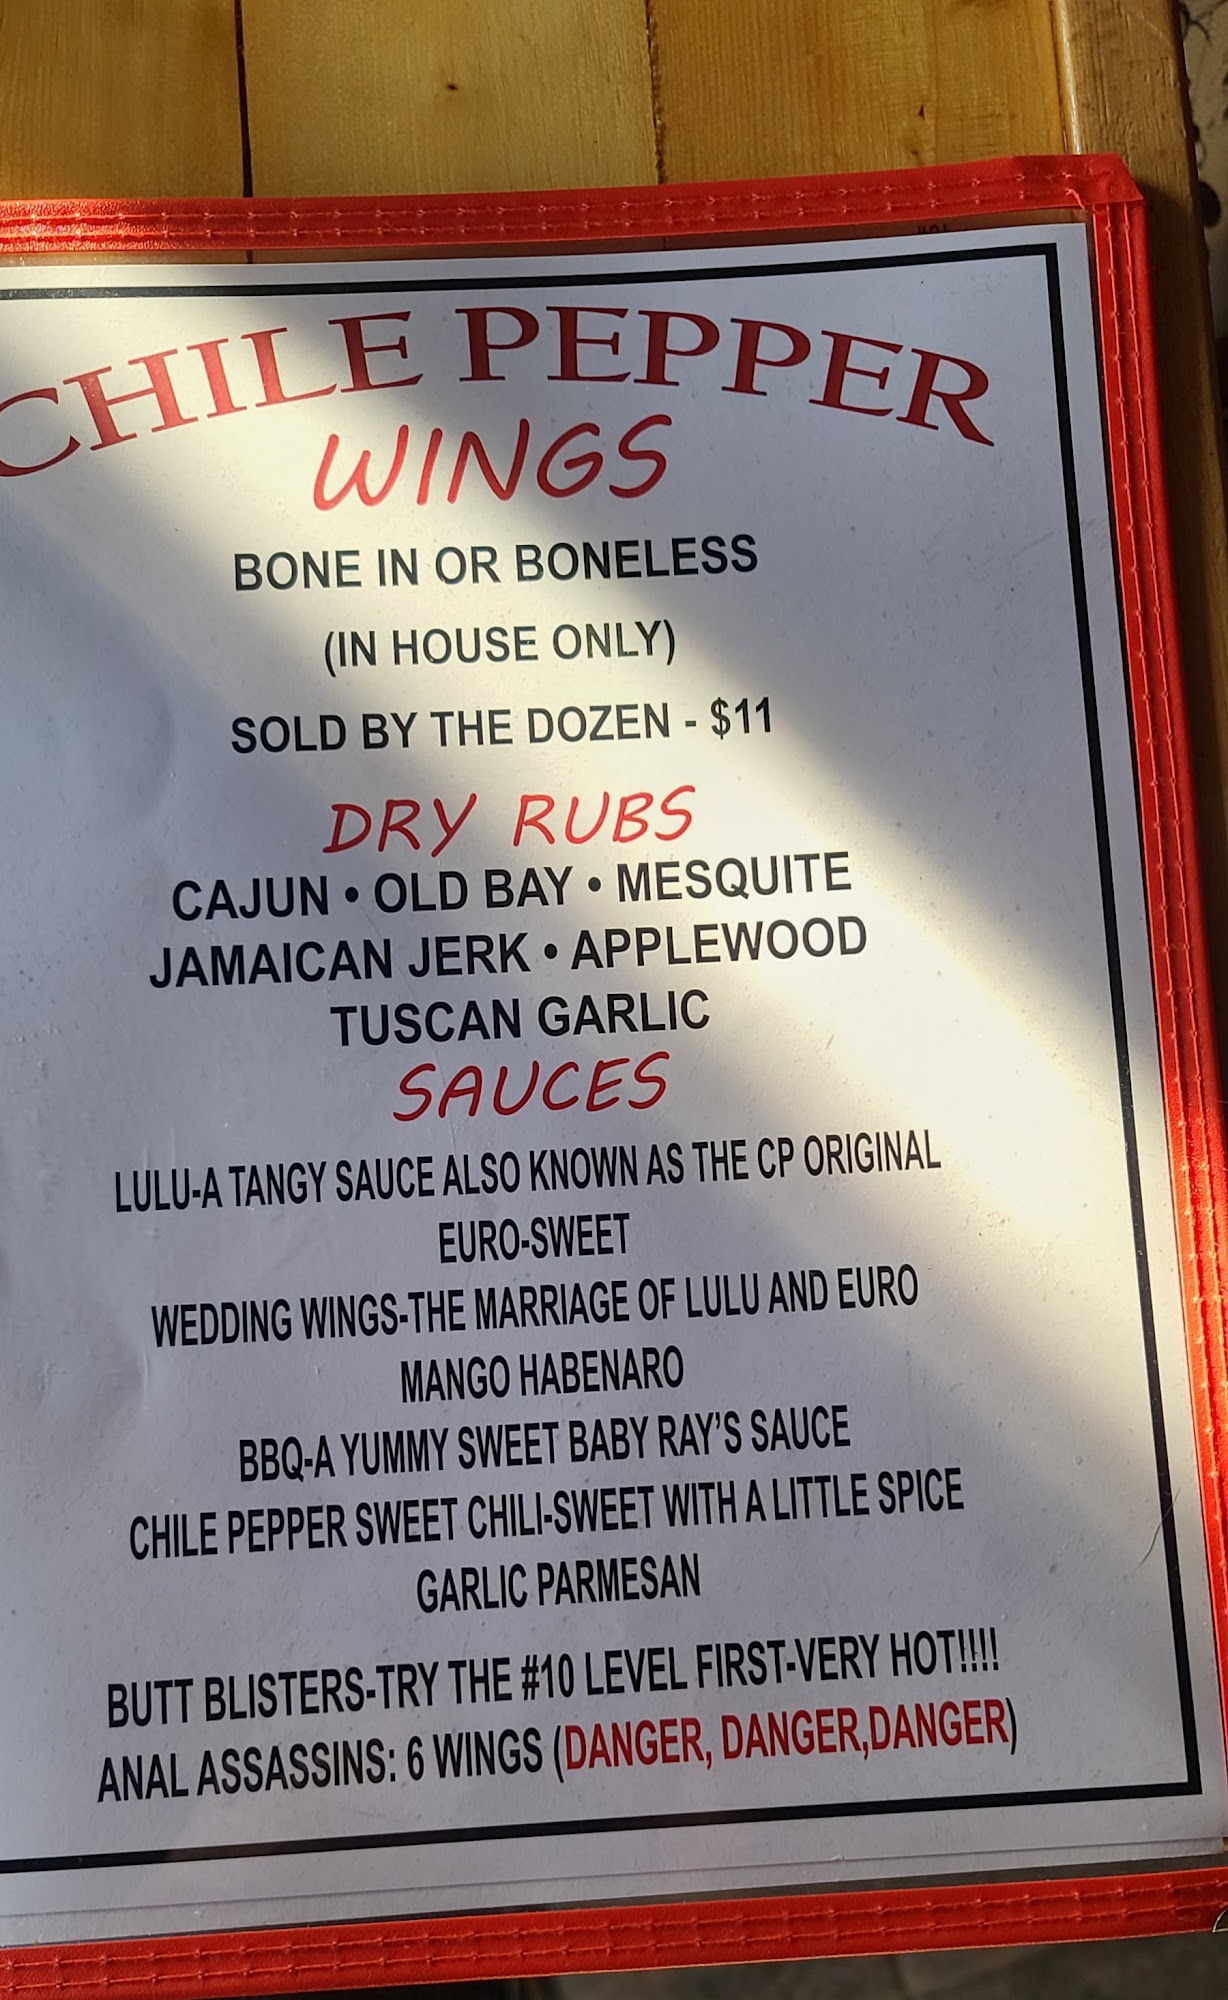 CHILE PEPPER
WINGS
BONE IN OR BONELESS
(IN HOUSE ONLY)
SOLD BY THE DOZEN - $11
DRY RUBS
CAJUN • OLD BAY • MESQUITE
JAMAICAN JERK • APPLEWOOD
TUSCAN GARLIC
SAUCES
LULU-A TANGY SAUCE ALSO KNOWN AS THE CP ORIGINAL
EURO-SWEET
WEDDING WINGS-THE MARRIAGE OF LULU AND EURO
MANGO HABENARO
BBQ-A YUMMY SWEET BABY RAY'S SAUCE
CHILE PEPPER SWEET CHILI-SWEET WITH A LITTLE SPICE
GARLIC PARMESAN
BUTT BLISTERS-TRY THE #10 LEVEL FIRST-VERY HOT!!!!
ANAL ASSASSINS: 6 WINGS (DANGER, DANGER,DANGER)